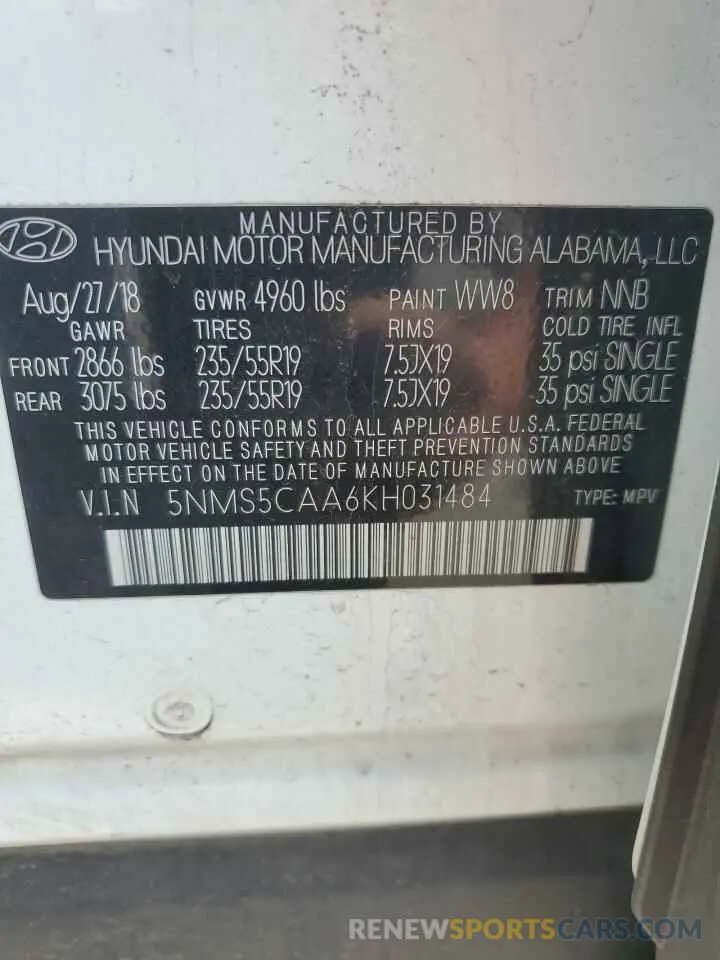 MANUFACTURED BY
HYUNDAI MOTOR MANUFACTURING ALABAMA, LLC
Aug/27/18 GVWR 4960 lbs PAINT WW8 TRIM NNB
GAWR TIRES RIMS COLD TIRE INFL
FRONT 2866 lbs 235/55R19 7.5JX19 35 psi SINGLE
REAR 3075 lbs 235/55R19 7.5JX19 35 psi SINGLE
THIS VEHICLE CONFORMS TO ALL APPLICABLE U.S.A. FEDERAL
MOTOR VEHICLE SAFETY AND THEFT PREVENTION STANDARDS
IN EFFECT ON THE DATE OF MANUFACTURE SHOWN ABOVE
V.I.N 5NMS5CAA6KH031484 TYPE: MPV
RENEWSPORTSCARS.COM